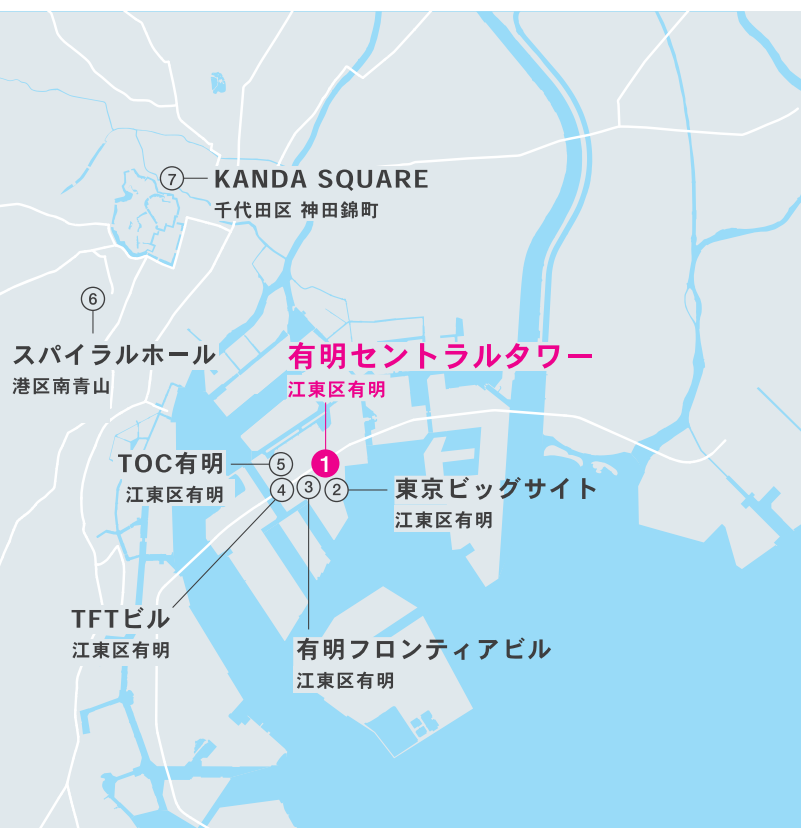 ⑦
KANDA SQUARE
千代田区 神田錦町
⑥
スパイラルホール
港区南青山
有明セントラルタワー
江東区有明
TOC有明
江東区有明
⑤
1
④
③
②
東京ビッグサイト
江東区有明
TFTビル
江東区有明
有明フロンティアビル
江東区有明